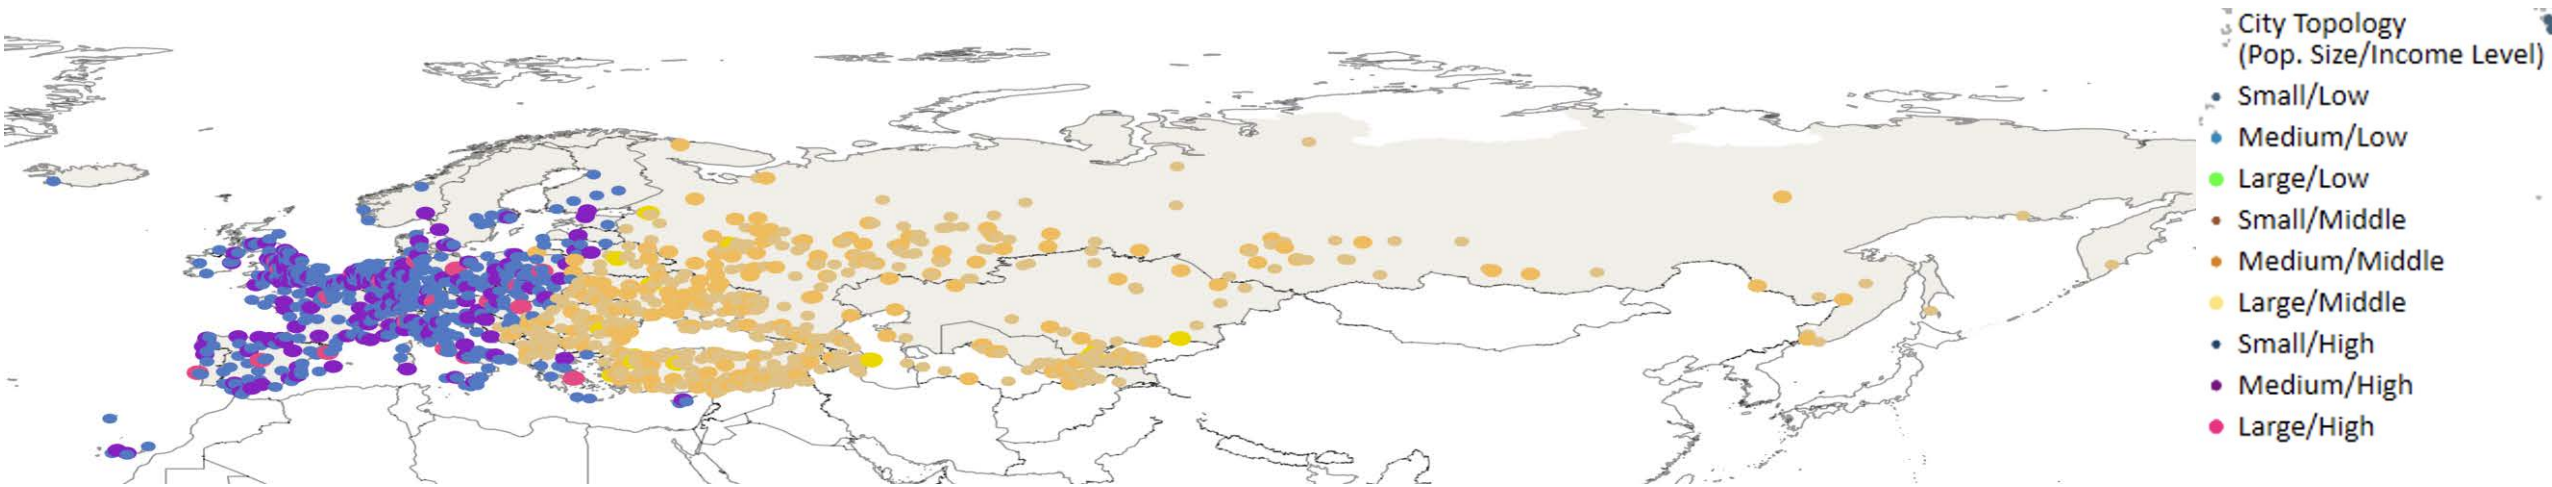 City Topology
(Pop. Size/Income Level)
Small/Low
Medium/Low
Large/Low
Small/Middle
Medium/Middle
Large/Middle
Small/High
Medium/High
Large/High